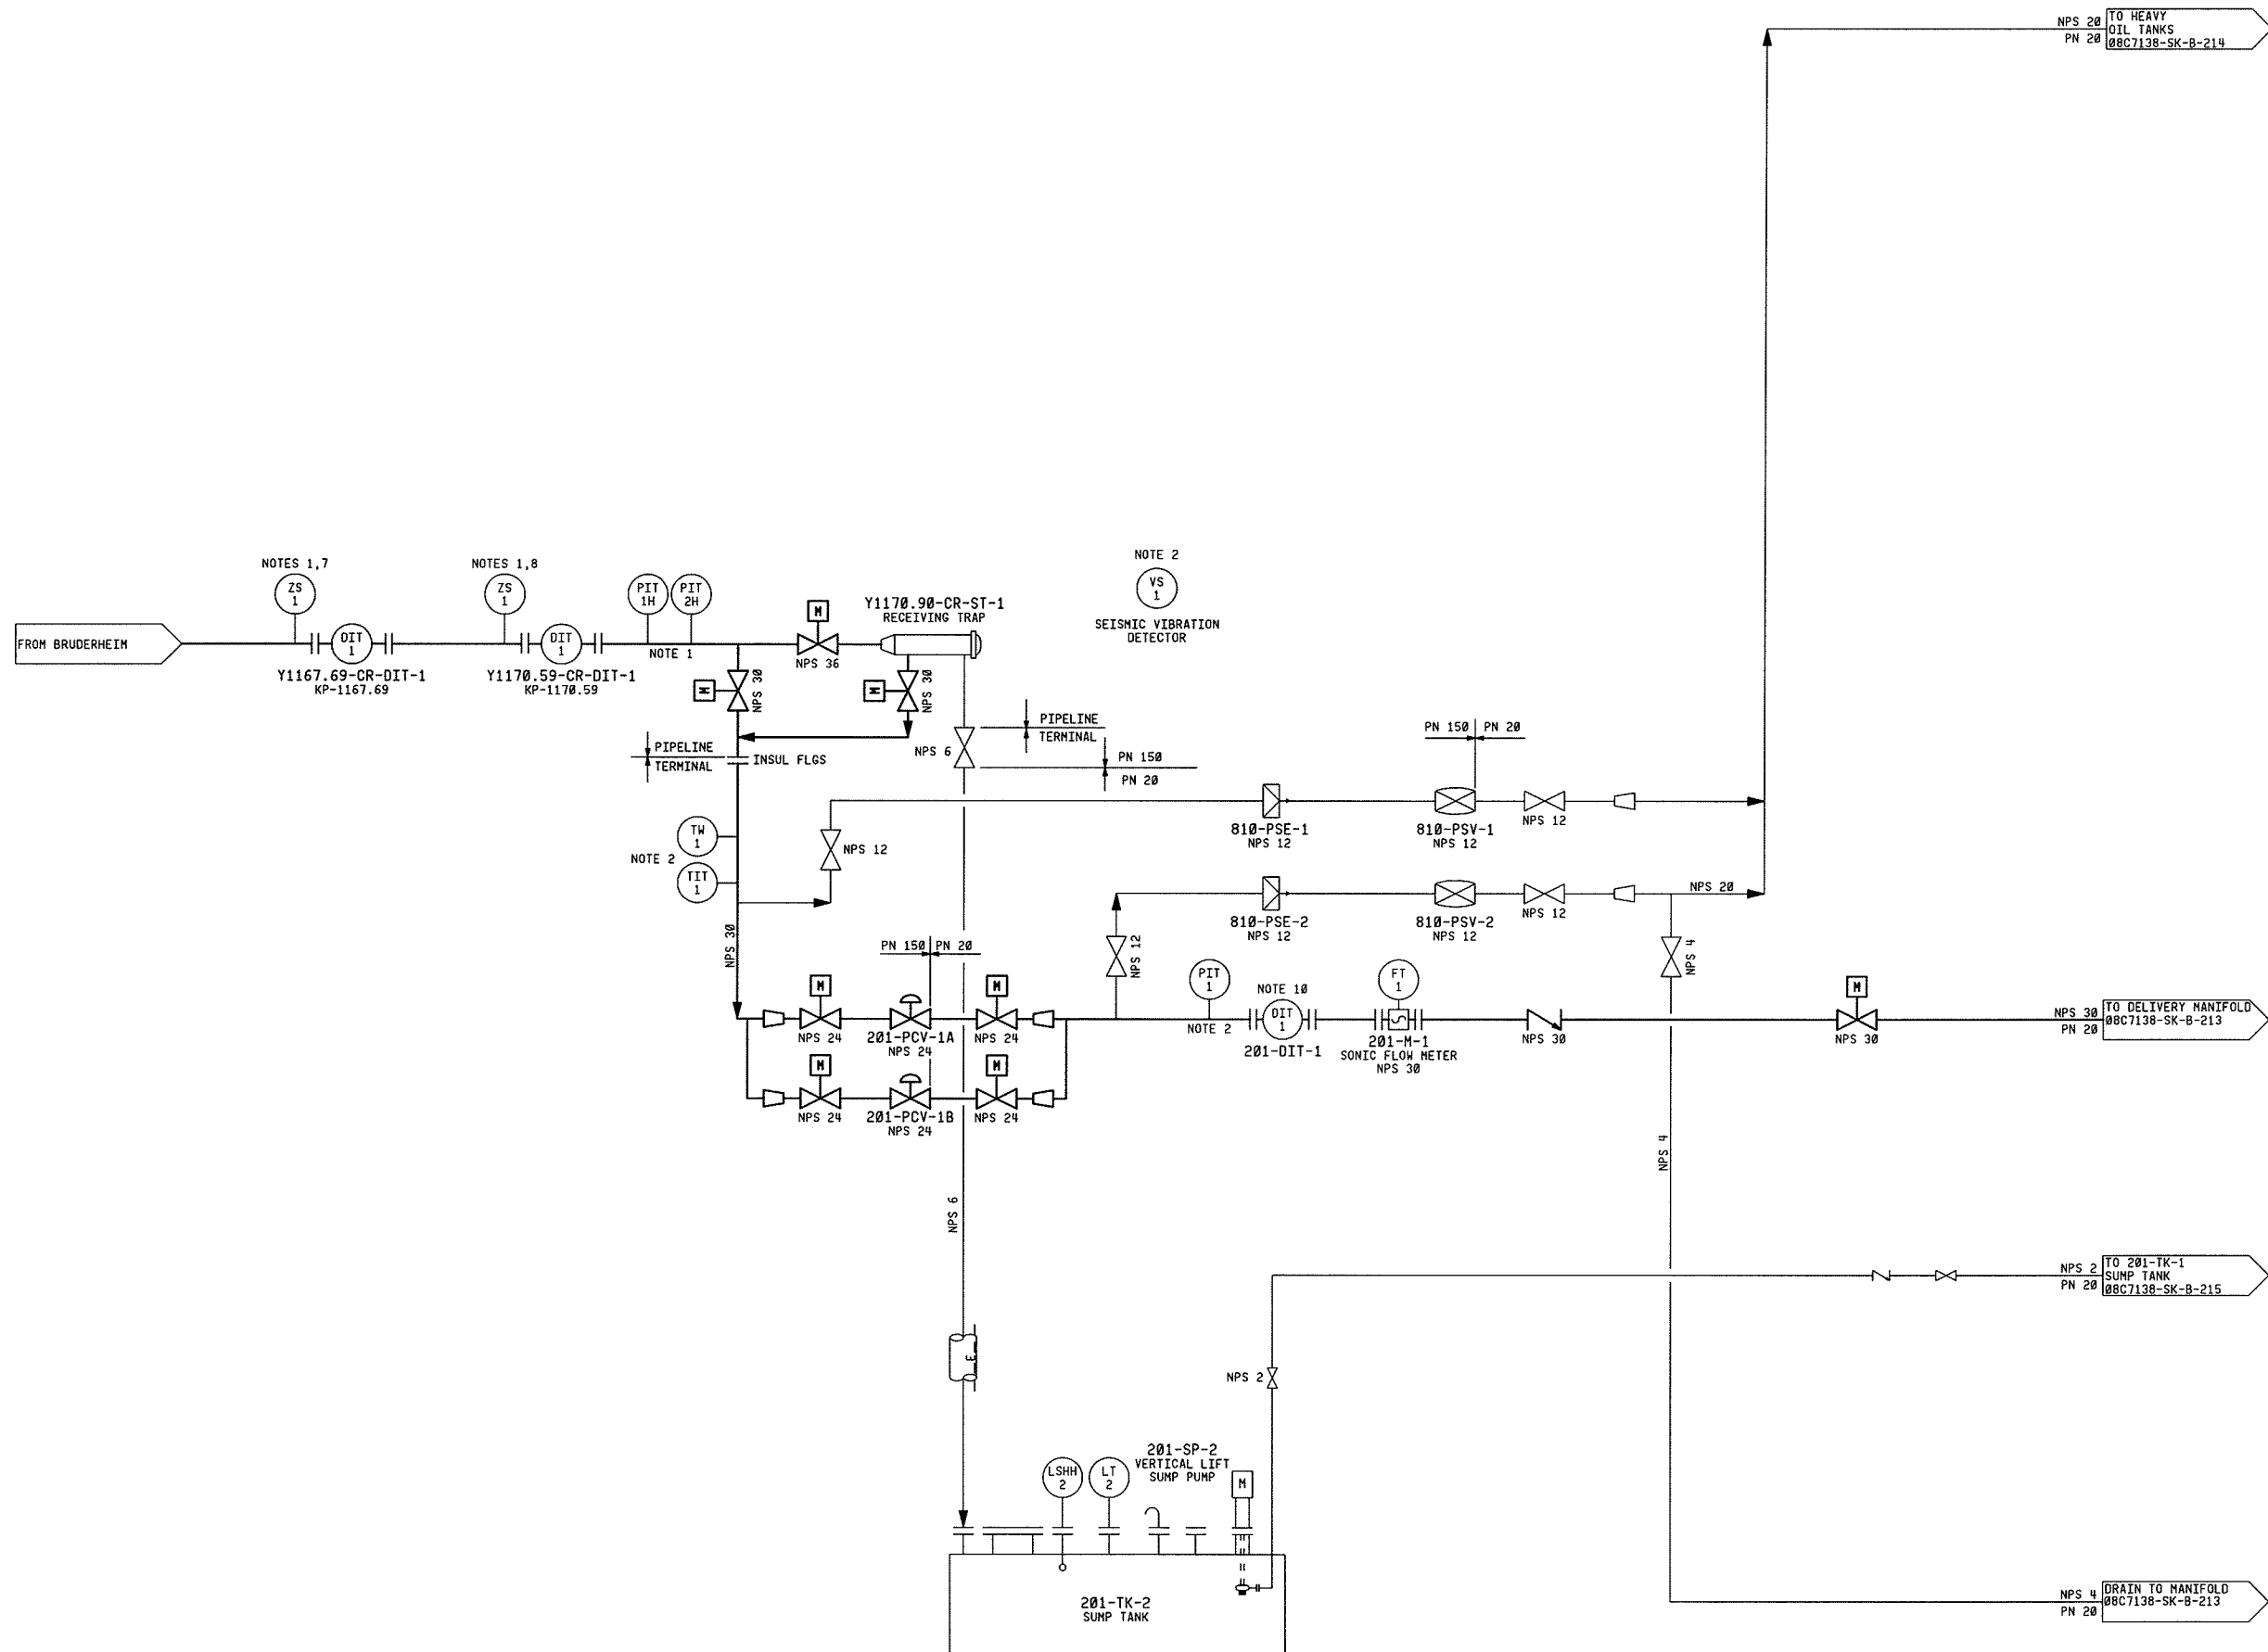 NPS 20
PN 20
TO HEAVY
OIL TANKS
08C7138-SK-B-214
NOTES 1,7
ZS
1
NOTES 1,8
ZS
1
PIT
1H
PIT
2H
M
Y1170.90-CR-ST-1
RECEIVING TRAP
NOTE 2
VS
1
SEISMIC VIBRATION
DETECTOR
FROM BRUDERHEIM
DIT
1
Y1167.69-CR-DIT-1
KP-1167.69
DIT
1
Y1170.59-CR-DIT-1
KP-1170.59
NOTE 1
NPS 36
M
NPS 30
M
NPS 30
PIPELINE
TERMINAL
INSUL FLGS
NPS 6
PIPELINE
TERMINAL
PN 150
PN 20
PN 150
PN 20
TW
1
NOTE 2
TIT
1
NPS 12
810-PSE-1
NPS 12
810-PSV-1
NPS 12
NPS 12
810-PSE-2
NPS 12
810-PSV-2
NPS 12
NPS 12
NPS 20
NPS 30
PN 150
PN 20
NPS 12
NPS 4
M
NPS 24
201-PCV-1A
NPS 24
M
NPS 24
PIT
1
NOTE 2
NOTE 10
DIT
1
201-DIT-1
FT
1
201-M-1
SONIC FLOW METER
NPS 30
NPS 30
M
NPS 30
NPS 30
PN 20
TO DELIVERY MANIFOLD
08C7138-SK-B-213
M
NPS 24
201-PCV-1B
NPS 24
M
NPS 24
NPS 4
NPS 6
NPS 2
PN 20
TO 201-TK-1
SUMP TANK
08C7138-SK-B-215
E
NPS 2
LSHH
2
LT
2
201-SP-2
VERTICAL LIFT
SUMP PUMP
M
201-TK-2
SUMP TANK
NPS 4
PN 20
DRAIN TO MANIFOLD
08C7138-SK-B-213